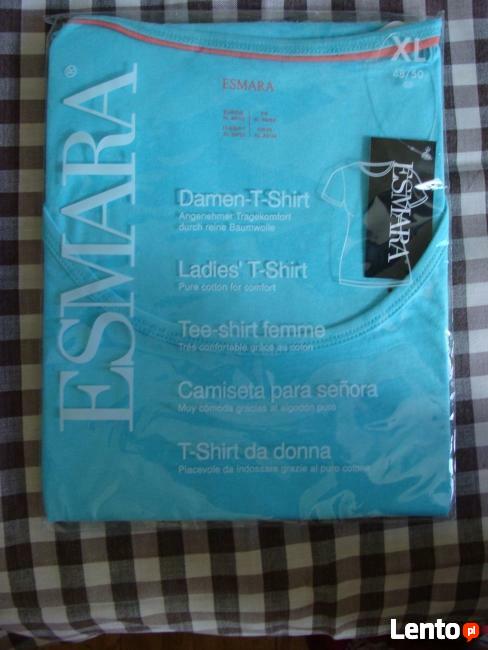 ESMARA®
XL
48/50
ESMARA
ESMARA
Damen-T-Shirt
Angenehmer Tragekomfort
durch reine Baumwolle
Ladies' T-Shirt
Pure cotton for comfort
Tee-shirt femme
Très confortable grâce au coton
Camiseta para señora
Muy cómoda gracias al algodón puro
T-Shirt da donna
Piacevole da indossare grazie al puro cotone
Lento.pl